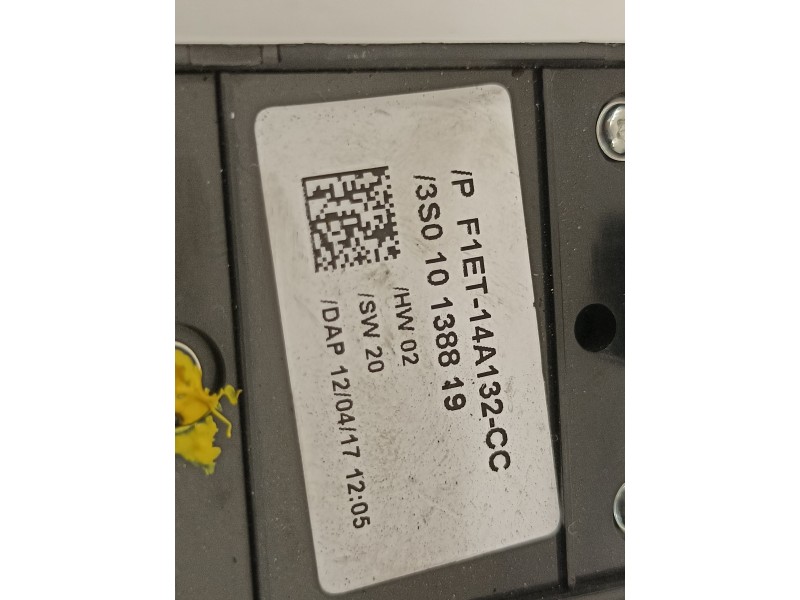 /P F1ET-14A132-CC
/3S0 10 1388 19
/HW 02
/SW 20
/DAP 12/04/17 12:05